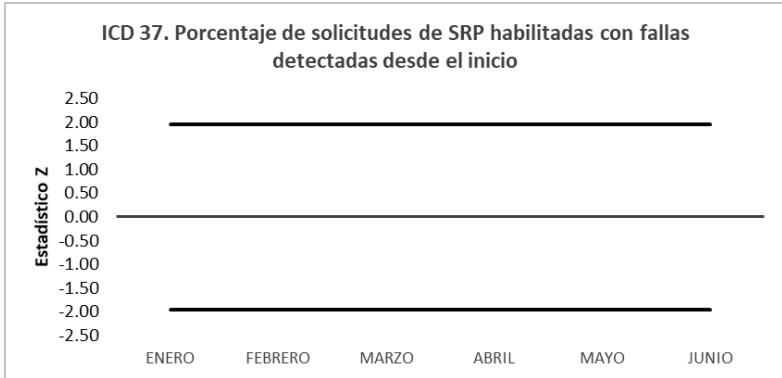 ICD 37. Porcentaje de solicitudes de SRP habilitadas con fallas
detectadas desde el inicio
Estadístico Z
2.50
2.00
1.50
1.00
0.50
0.00
-0.50
-1.00
-1.50
-2.00
-2.50
ENERO FEBRERO MARZO ABRIL MAYO JUNIO